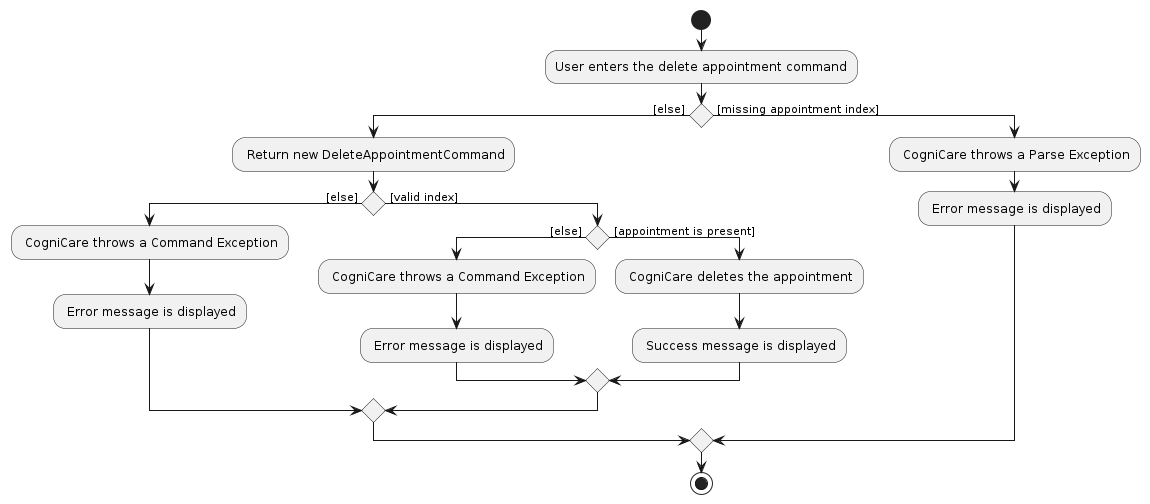 User enters the delete appointment command
[else]
[missing appointment index]
Return new DeleteAppointmentCommand
CogniCare throws a Parse Exception
[else]
[valid index]
Error message is displayed
CogniCare throws a Command Exception
[else]
[appointment is present]
CogniCare throws a Command Exception
CogniCare deletes the appointment
Error message is displayed
Error message is displayed
Success message is displayed